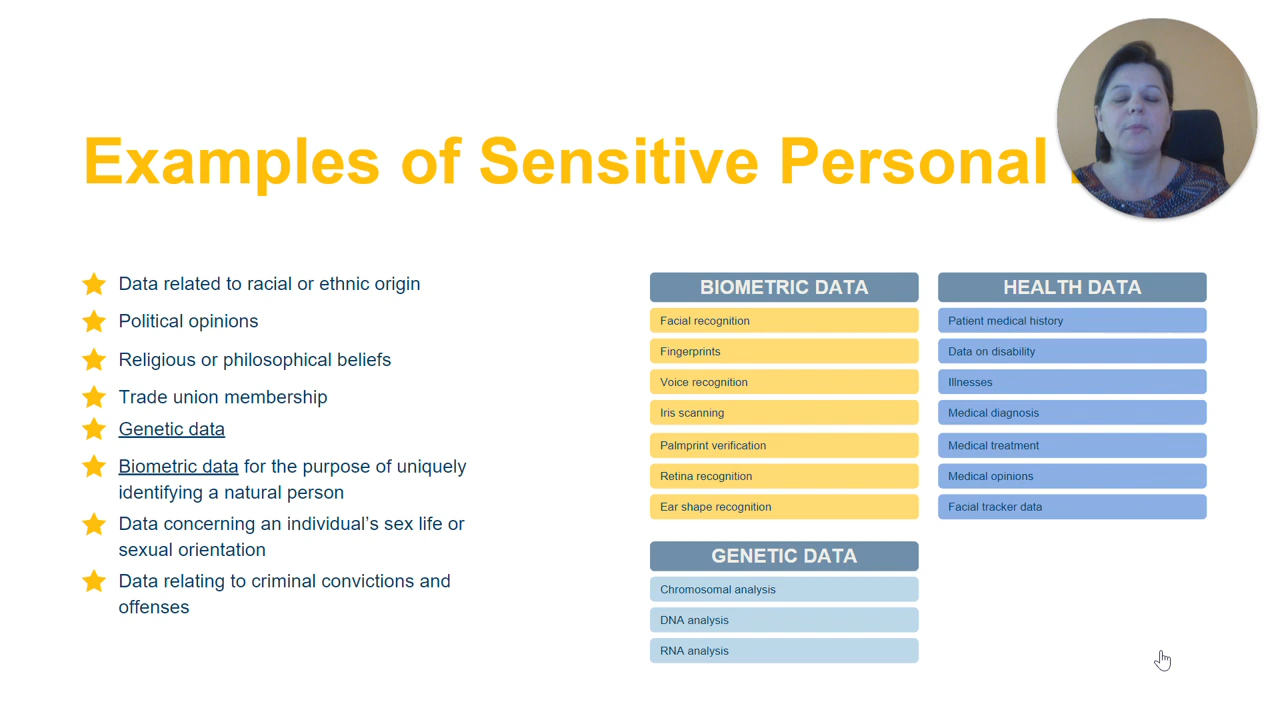 Examples of Sensitive Personal
Data related to racial or ethnic origin
Political opinions
Religious or philosophical beliefs
Trade union membership
Genetic data
Biometric data for the purpose of uniquely
identifying a natural person
Data concerning an individual’s sex life or
sexual orientation
Data relating to criminal convictions and
offenses
BIOMETRIC DATA
Facial recognition
Fingerprints
Voice recognition
Iris scanning
Palmprint verification
Retina recognition
Ear shape recognition
HEALTH DATA
Patient medical history
Data on disability
Illnesses
Medical diagnosis
Medical treatment
Medical opinions
Facial tracker data
GENETIC DATA
Chromosomal analysis
DNA analysis
RNA analysis